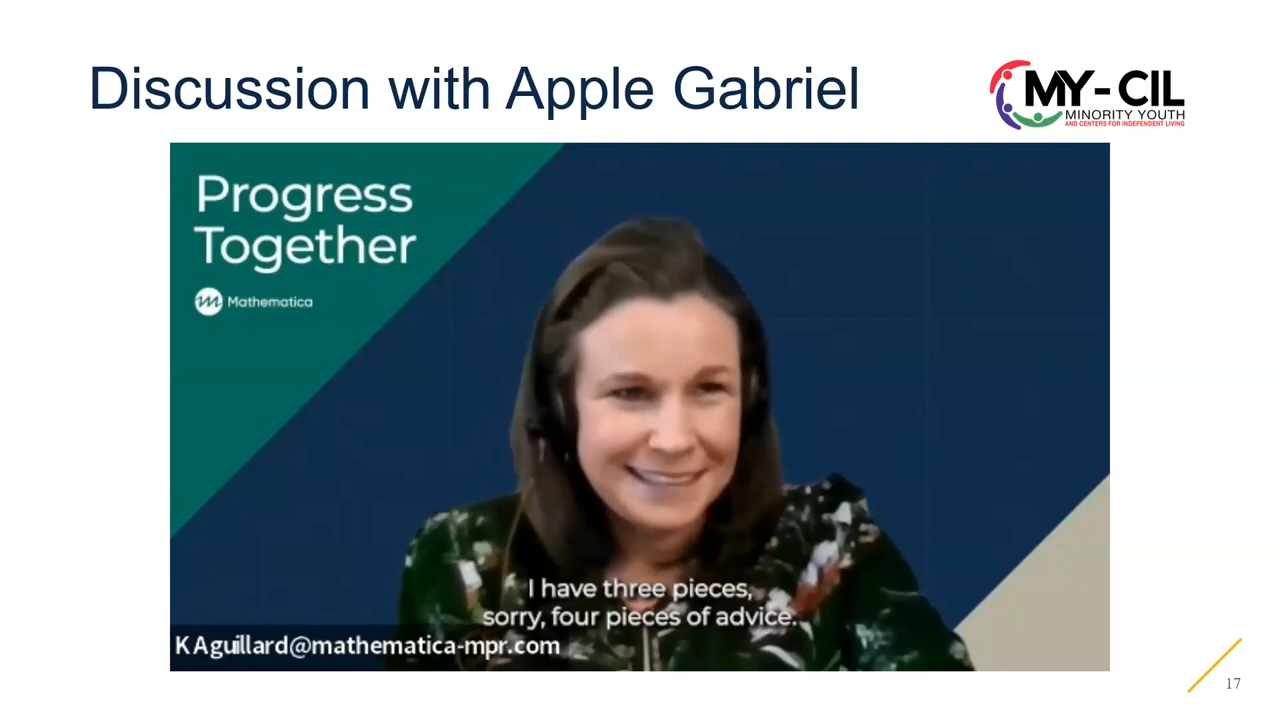 Discussion with Apple Gabriel
MY-CIL
MINORITY YOUTH
AND CENTERS FOR INDEPENDENT LIVING
Progress
Together
Mathematica
I have three pieces,
sorry, four pieces of advice.
KAguillard@mathematica-mpr.com
17